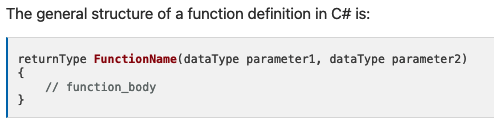 The general structure of a function definition in C# is:
returnType FunctionName(dataType parameter1, dataType parameter2)
{
    // function_body
}